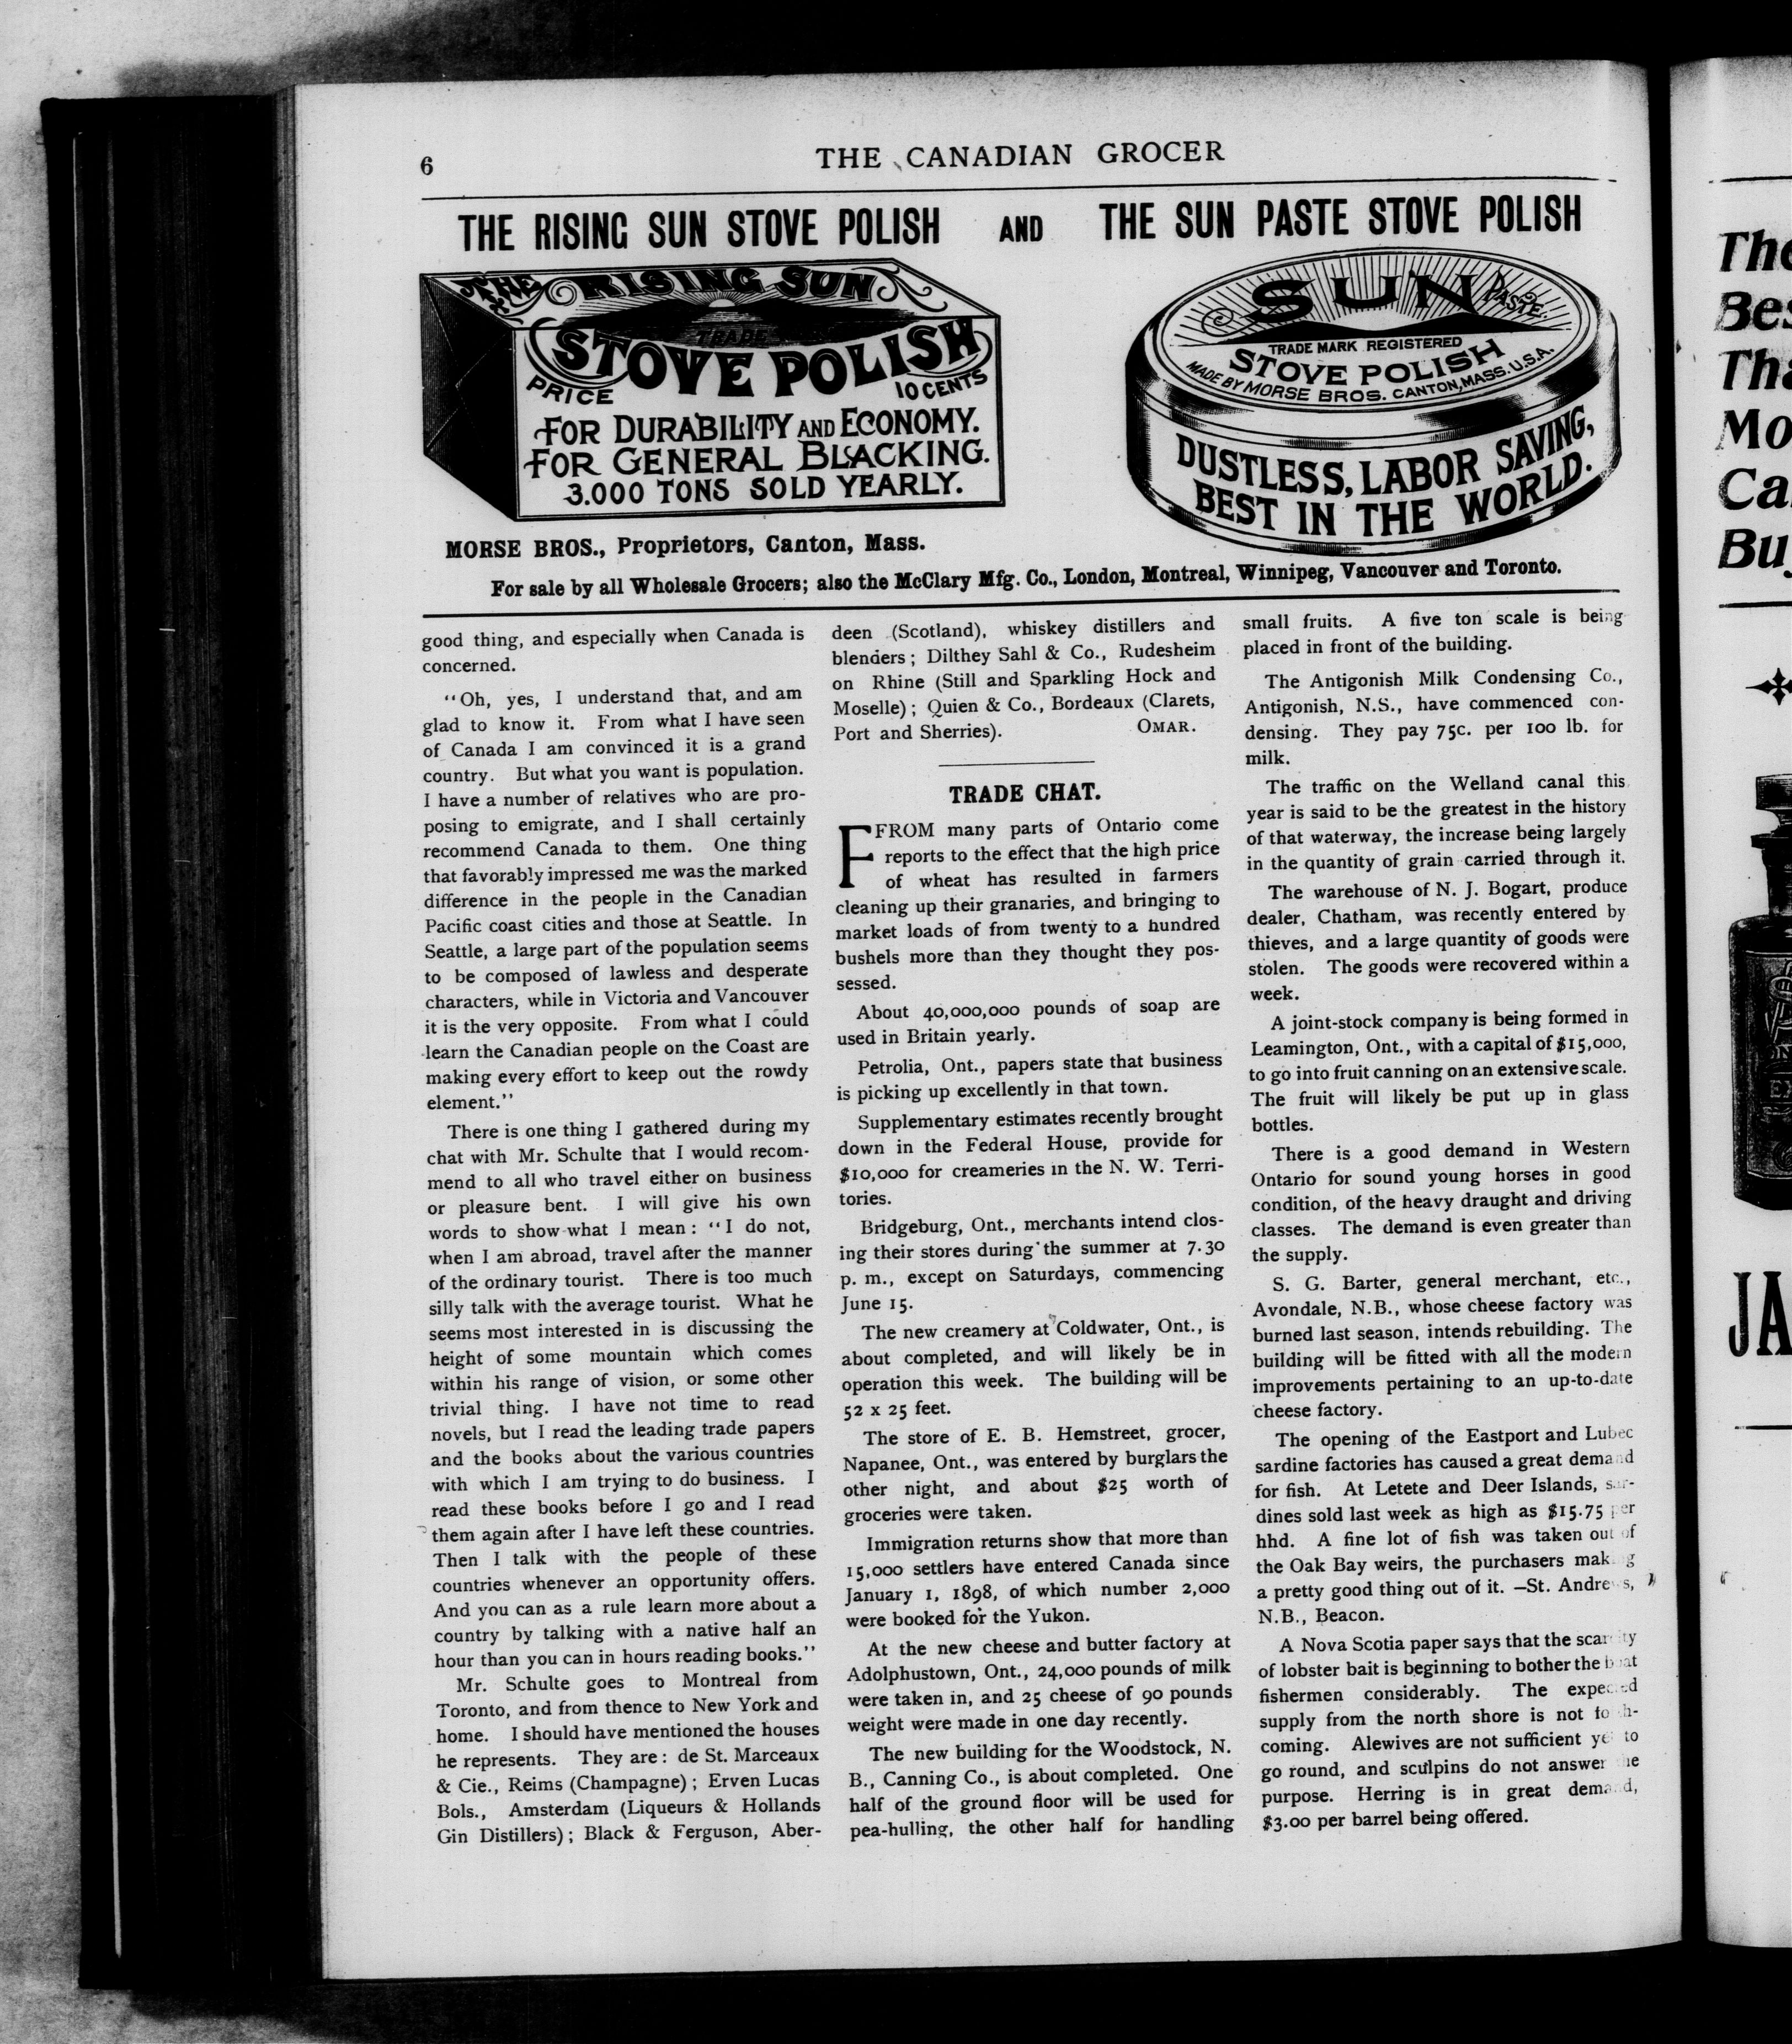 6
THE CANADIAN GROCER
THE RISING SUN STOVE POLISH AND THE SUN PASTE STOVE POLISH
THE RISING SUN
TRADE
STOVE POLISH
PRICE 10 CENTS
FOR DURABILITY AND ECONOMY.
FOR GENERAL BLACKING.
3.000 TONS SOLD YEARLY.
SUN PASTE.
TRADE MARK REGISTERED
STOVE POLISH
MADE BY MORSE BROS. CANTON, MASS. U.S.A.
DUSTLESS, LABOR SAVING,
BEST IN THE WORLD.
MORSE BROS., Proprietors, Canton, Mass.
For sale by all Wholesale Grocers; also the McClary Mfg. Co., London, Montreal, Winnipeg, Vancouver and Toronto.
good thing, and especially when Canada is
concerned.
"Oh, yes, I understand that, and am
glad to know it. From what I have seen
of Canada I am convinced it is a grand
country. But what you want is population.
I have a number of relatives who are pro-
posing to emigrate, and I shall certainly
recommend Canada to them. One thing
that favorably impressed me was the marked
difference in the people in the Canadian
Pacific coast cities and those at Seattle. In
Seattle, a large part of the population seems
to be composed of lawless and desperate
characters, while in Victoria and Vancouver
it is the very opposite. From what I could
learn the Canadian people on the Coast are
making every effort to keep out the rowdy
element."
There is one thing I gathered during my
chat with Mr. Schulte that I would recom-
mend to all who travel either on business
or pleasure bent. I will give his own
words to show what I mean: "I do not,
when I am abroad, travel after the manner
of the ordinary tourist. There is too much
silly talk with the average tourist. What he
seems most interested in is discussing the
height of some mountain which comes
within his range of vision, or some other
trivial thing. I have not time to read
novels, but I read the leading trade papers
and the books about the various countries
with which I am trying to do business. I
read these books before I go and I read
them again after I have left these countries.
Then I talk with the people of these
countries whenever an opportunity offers.
And you can as a rule learn more about a
country by talking with a native half an
hour than you can in hours reading books."
Mr. Schulte goes to Montreal from
Toronto, and from thence to New York and
home. I should have mentioned the houses
he represents. They are: de St. Marceaux
& Cie., Reims (Champagne); Erven Lucas
Bols., Amsterdam (Liqueurs & Hollands
Gin Distillers); Black & Ferguson, Aber-
deen (Scotland), whiskey distillers and
blenders; Dilthey Sahl & Co., Rudesheim
on Rhine (Still and Sparkling Hock and
Moselle); Quien & Co., Bordeaux (Clarets,
Port and Sherries). OMAR.
TRADE CHAT.
FROM many parts of Ontario come
reports to the effect that the high price
of wheat has resulted in farmers
cleaning up their granaries, and bringing to
market loads of from twenty to a hundred
bushels more than they thought they pos-
sessed.
About 40,000,000 pounds of soap are
used in Britain yearly.
Petrolia, Ont., papers state that business
is picking up excellently in that town.
Supplementary estimates recently brought
down in the Federal House, provide for
$10,000 for creameries in the N. W. Terri-
tories.
Bridgeburg, Ont., merchants intend clos-
ing their stores during the summer at 7.30
p. m., except on Saturdays, commencing
June 15.
The new creamery at Coldwater, Ont., is
about completed, and will likely be in
operation this week. The building will be
52 x 25 feet.
The store of E. B. Hemstreet, grocer,
Napanee, Ont., was entered by burglars the
other night, and about $25 worth of
groceries were taken.
Immigration returns show that more than
15,000 settlers have entered Canada since
January 1, 1898, of which number 2,000
were booked for the Yukon.
At the new cheese and butter factory at
Adolphustown, Ont., 24,000 pounds of milk
were taken in, and 25 cheese of 90 pounds
weight were made in one day recently.
The new building for the Woodstock, N.
B., Canning Co., is about completed. One
half of the ground floor will be used for
pea-hulling, the other half for handling
small fruits. A five ton scale is being
placed in front of the building.
The Antigonish Milk Condensing Co.,
Antigonish, N.S., have commenced con-
densing. They pay 75c. per 100 lb. for
milk.
The traffic on the Welland canal this
year is said to be the greatest in the history
of that waterway, the increase being largely
in the quantity of grain carried through it.
The warehouse of N. J. Bogart, produce
dealer, Chatham, was recently entered by
thieves, and a large quantity of goods were
stolen. The goods were recovered within a
week.
A joint-stock company is being formed in
Leamington, Ont., with a capital of $15,000,
to go into fruit canning on an extensive scale.
The fruit will likely be put up in glass
bottles.
There is a good demand in Western
Ontario for sound young horses in good
condition, of the heavy draught and driving
classes. The demand is even greater than
the supply.
S. G. Barter, general merchant, etc.,
Avondale, N.B., whose cheese factory was
burned last season, intends rebuilding. The
building will be fitted with all the modern
improvements pertaining to an up-to-date
cheese factory.
The opening of the Eastport and Lubec
sardine factories has caused a great demand
for fish. At Letete and Deer Islands, sar-
dines sold last week as high as $15.75 per
hhd. A fine lot of fish was taken out of
the Oak Bay weirs, the purchasers making
a pretty good thing out of it. —St. Andrews,
N.B., Beacon.
A Nova Scotia paper says that the scarcity
of lobster bait is beginning to bother the boat
fishermen considerably. The expected
supply from the north shore is not forth-
coming. Alewives are not sufficient yet to
go round, and sculpins do not answer the
purpose. Herring is in great demand,
$3.00 per barrel being offered.
The
Bes
Tha
Mo
Ca
Bu
JA